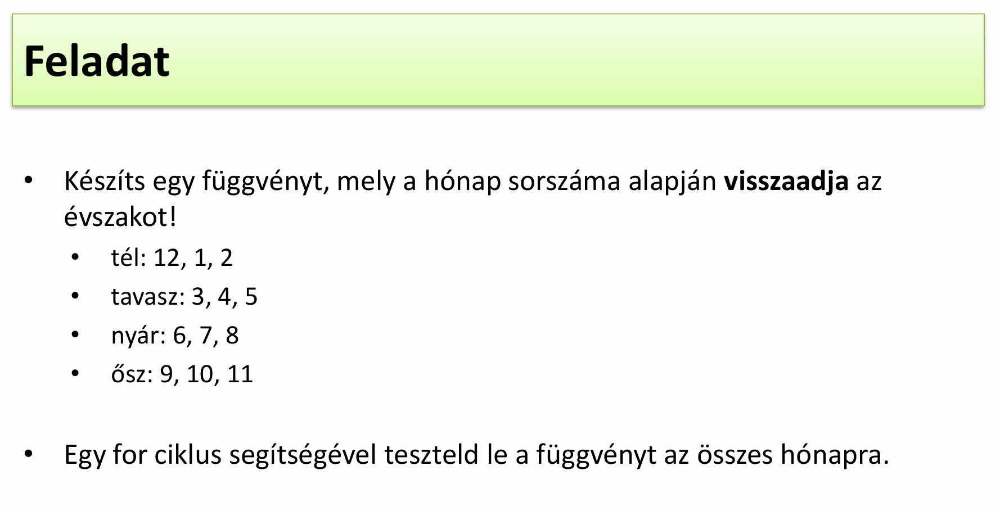 Feladat
• Készíts egy függvényt, mely a hónap sorszáma alapján visszaadja az
évszakot!
• tél: 12, 1, 2
• tavasz: 3, 4, 5
• nyár: 6, 7, 8
• ősz: 9, 10, 11
• Egy for ciklus segítségével teszteld le a függvényt az összes hónapra.